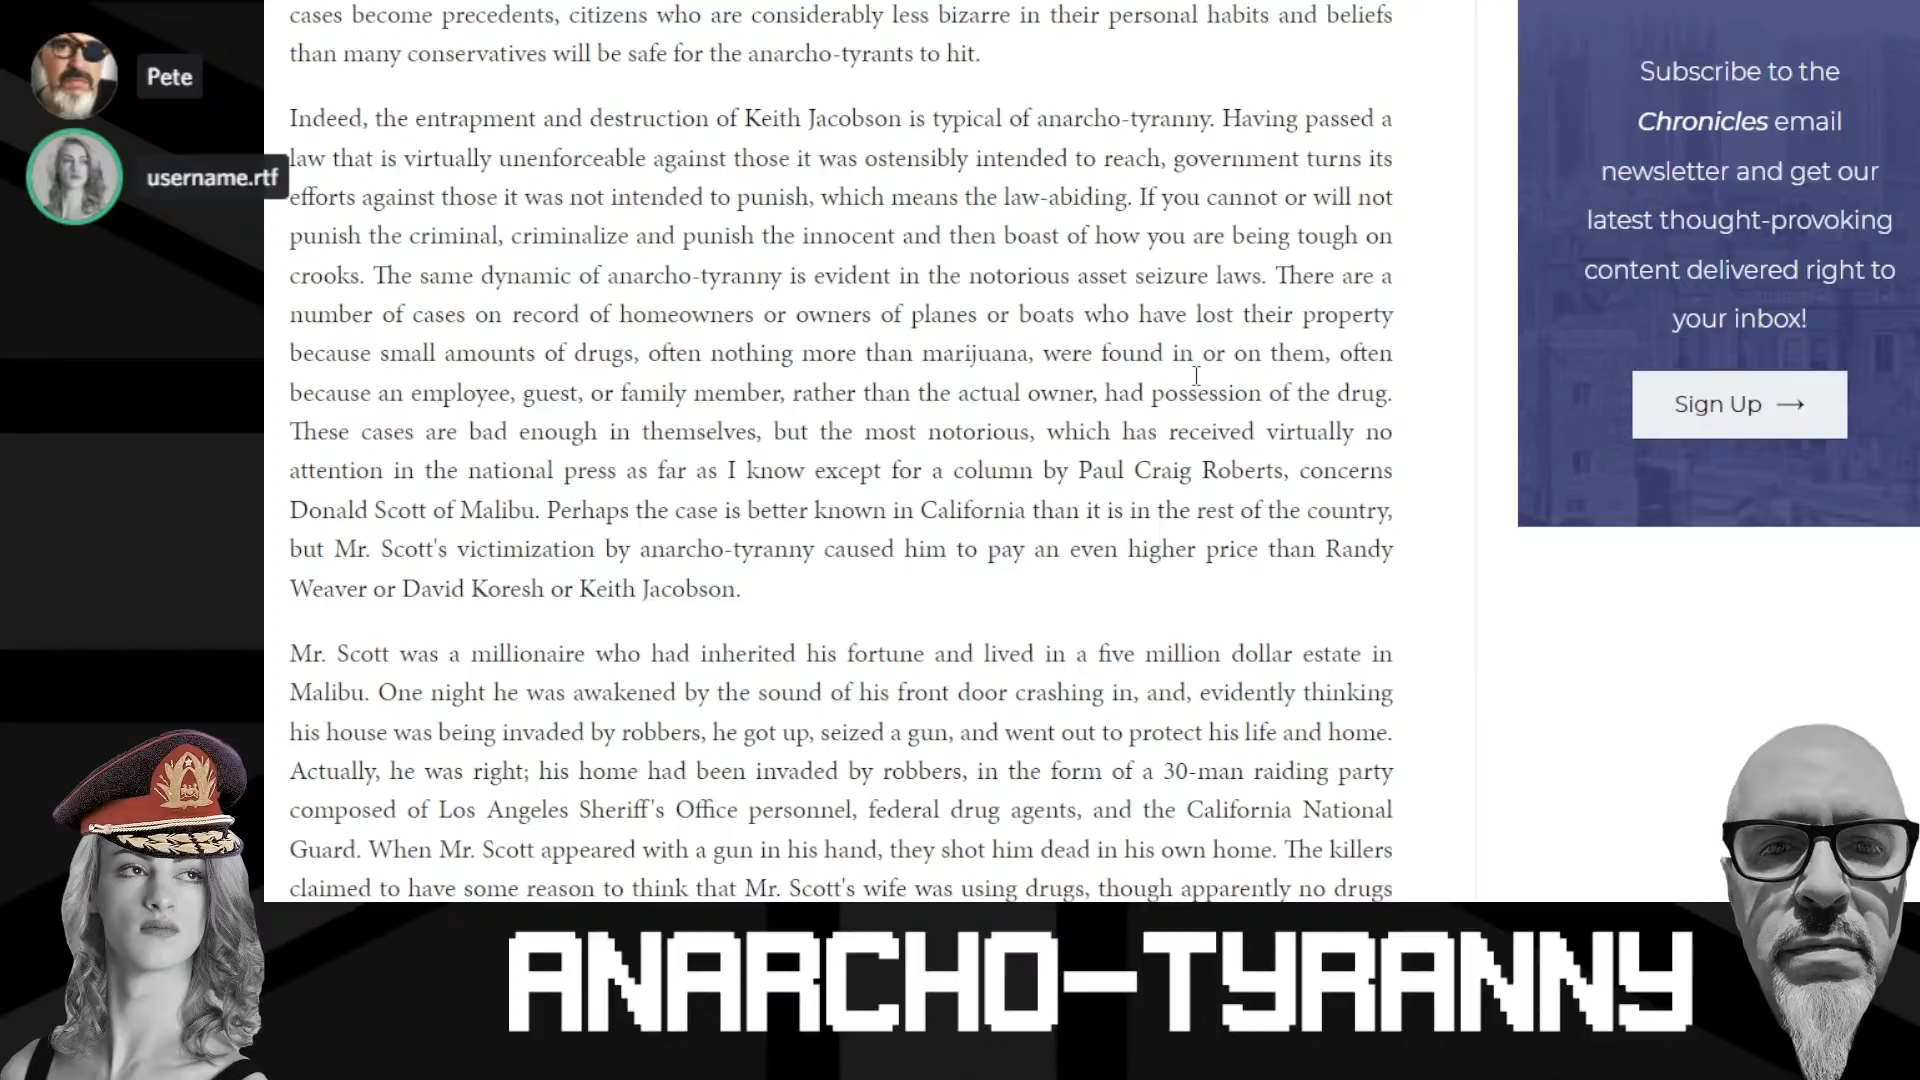 cases become precedents, citizens who are considerably less bizarre in their personal habits and beliefs
than many conservatives will be safe for the anarcho-tyrants to hit.
Pete
username.rtf
Indeed, the entrapment and destruction of Keith Jacobson is typical of anarcho-tyranny. Having passed a
law that is virtually unenforceable against those it was ostensibly intended to reach, government turns its
efforts against those it was not intended to punish, which means the law-abiding. If you cannot or will not
punish the criminal, criminalize and punish the innocent and then boast of how you are being tough on
crooks. The same dynamic of anarcho-tyranny is evident in the notorious asset seizure laws. There are a
number of cases on record of homeowners or owners of planes or boats who have lost their property
because small amounts of drugs, often nothing more than marijuana, were found in or on them, often
because an employee, guest, or family member, rather than the actual owner, had possession of the drug.
These cases are bad enough in themselves, but the most notorious, which has received virtually no
attention in the national press as far as I know except for a column by Paul Craig Roberts, concerns
Donald Scott of Malibu. Perhaps the case is better known in California than it is in the rest of the country,
but Mr. Scott's victimization by anarcho-tyranny caused him to pay an even higher price than Randy
Weaver or David Koresh or Keith Jacobson.
Mr. Scott was a millionaire who had inherited his fortune and lived in a five million dollar estate in
Malibu. One night he was awakened by the sound of his front door crashing in, and, evidently thinking
his house was being invaded by robbers, he got up, seized a gun, and went out to protect his life and home.
Actually, he was right; his home had been invaded by robbers, in the form of a 30-man raiding party
composed of Los Angeles Sheriff's Office personnel, federal drug agents, and the California National
Guard. When Mr. Scott appeared with a gun in his hand, they shot him dead in his own home. The killers
claimed to have some reason to think that Mr. Scott's wife was using drugs, though apparently no drugs
Subscribe to the
Chronicles email
newsletter and get our
latest thought-provoking
content delivered right to
your inbox!
Sign Up →
ANARCHO-TYRANNY